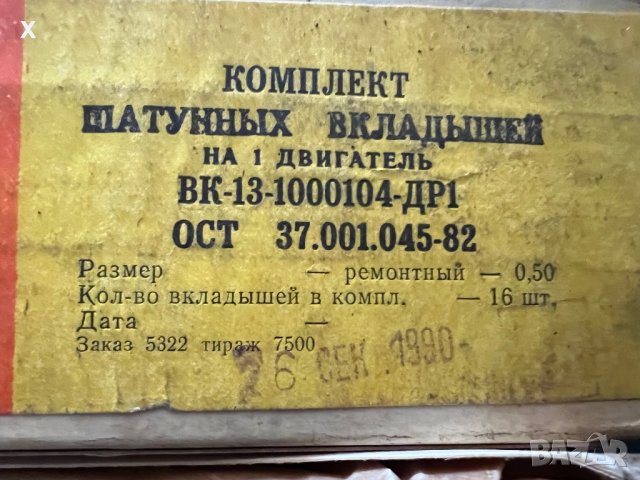 КОМПЛЕКТ
ШАТУННЫХ ВКЛАДЫШЕЙ
НА 1 ДВИГАТЕЛЬ
ВК-13-1000104-ДР1
ОСТ 37.001.045-82
Размер — ремонтный — 0,50
Кол-во вкладышей в компл. — 16 шт.
Дата —
Заказ 5322 тираж 7500
26 СЕН 1990
BAZAR
x